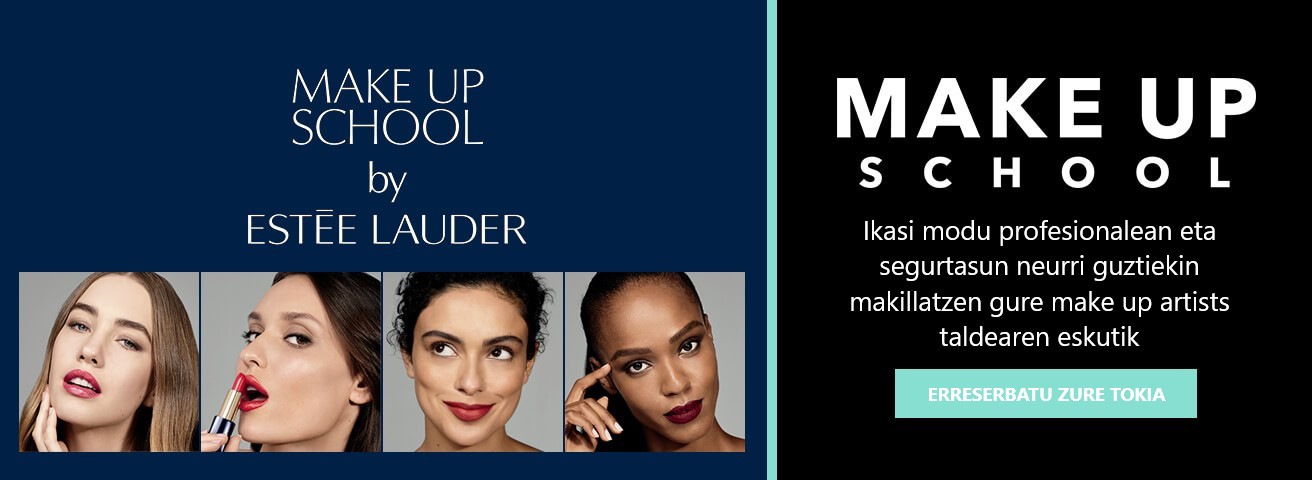 MAKE UP
SCHOOL
by
ESTĒE LAUDER
MAKE UP
SCHOOL
Ikasi modu profesionalean eta
segurtasun neurri guztiekin
makillatzen gure make up artists
taldearen eskutik
ERRESERBATU ZURE TOKIA